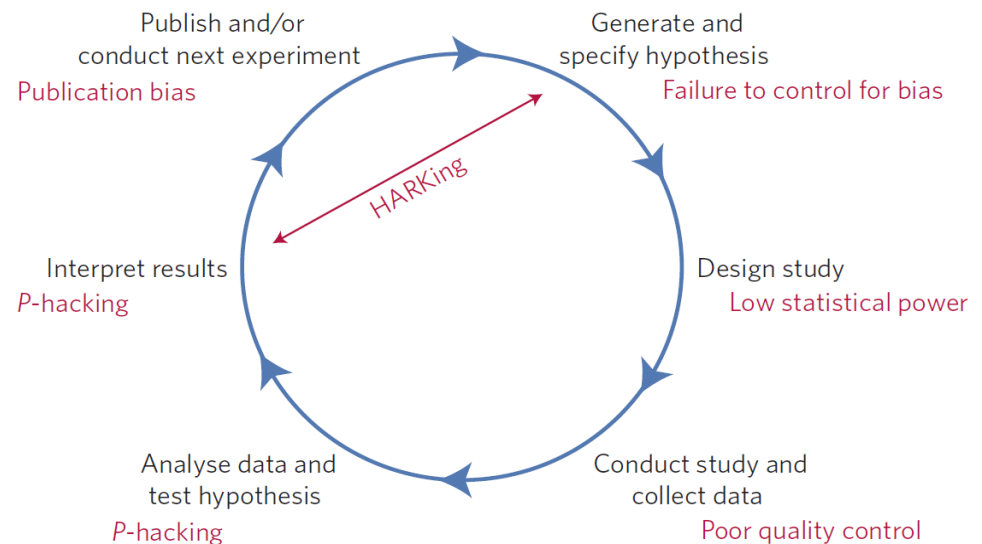 Publish and/or
conduct next experiment
Publication bias
Generate and
specify hypothesis
Failure to control for bias
HARKing
Interpret results
P-hacking
Design study
Low statistical power
Analyse data and
test hypothesis
P-hacking
Conduct study and
collect data
Poor quality control